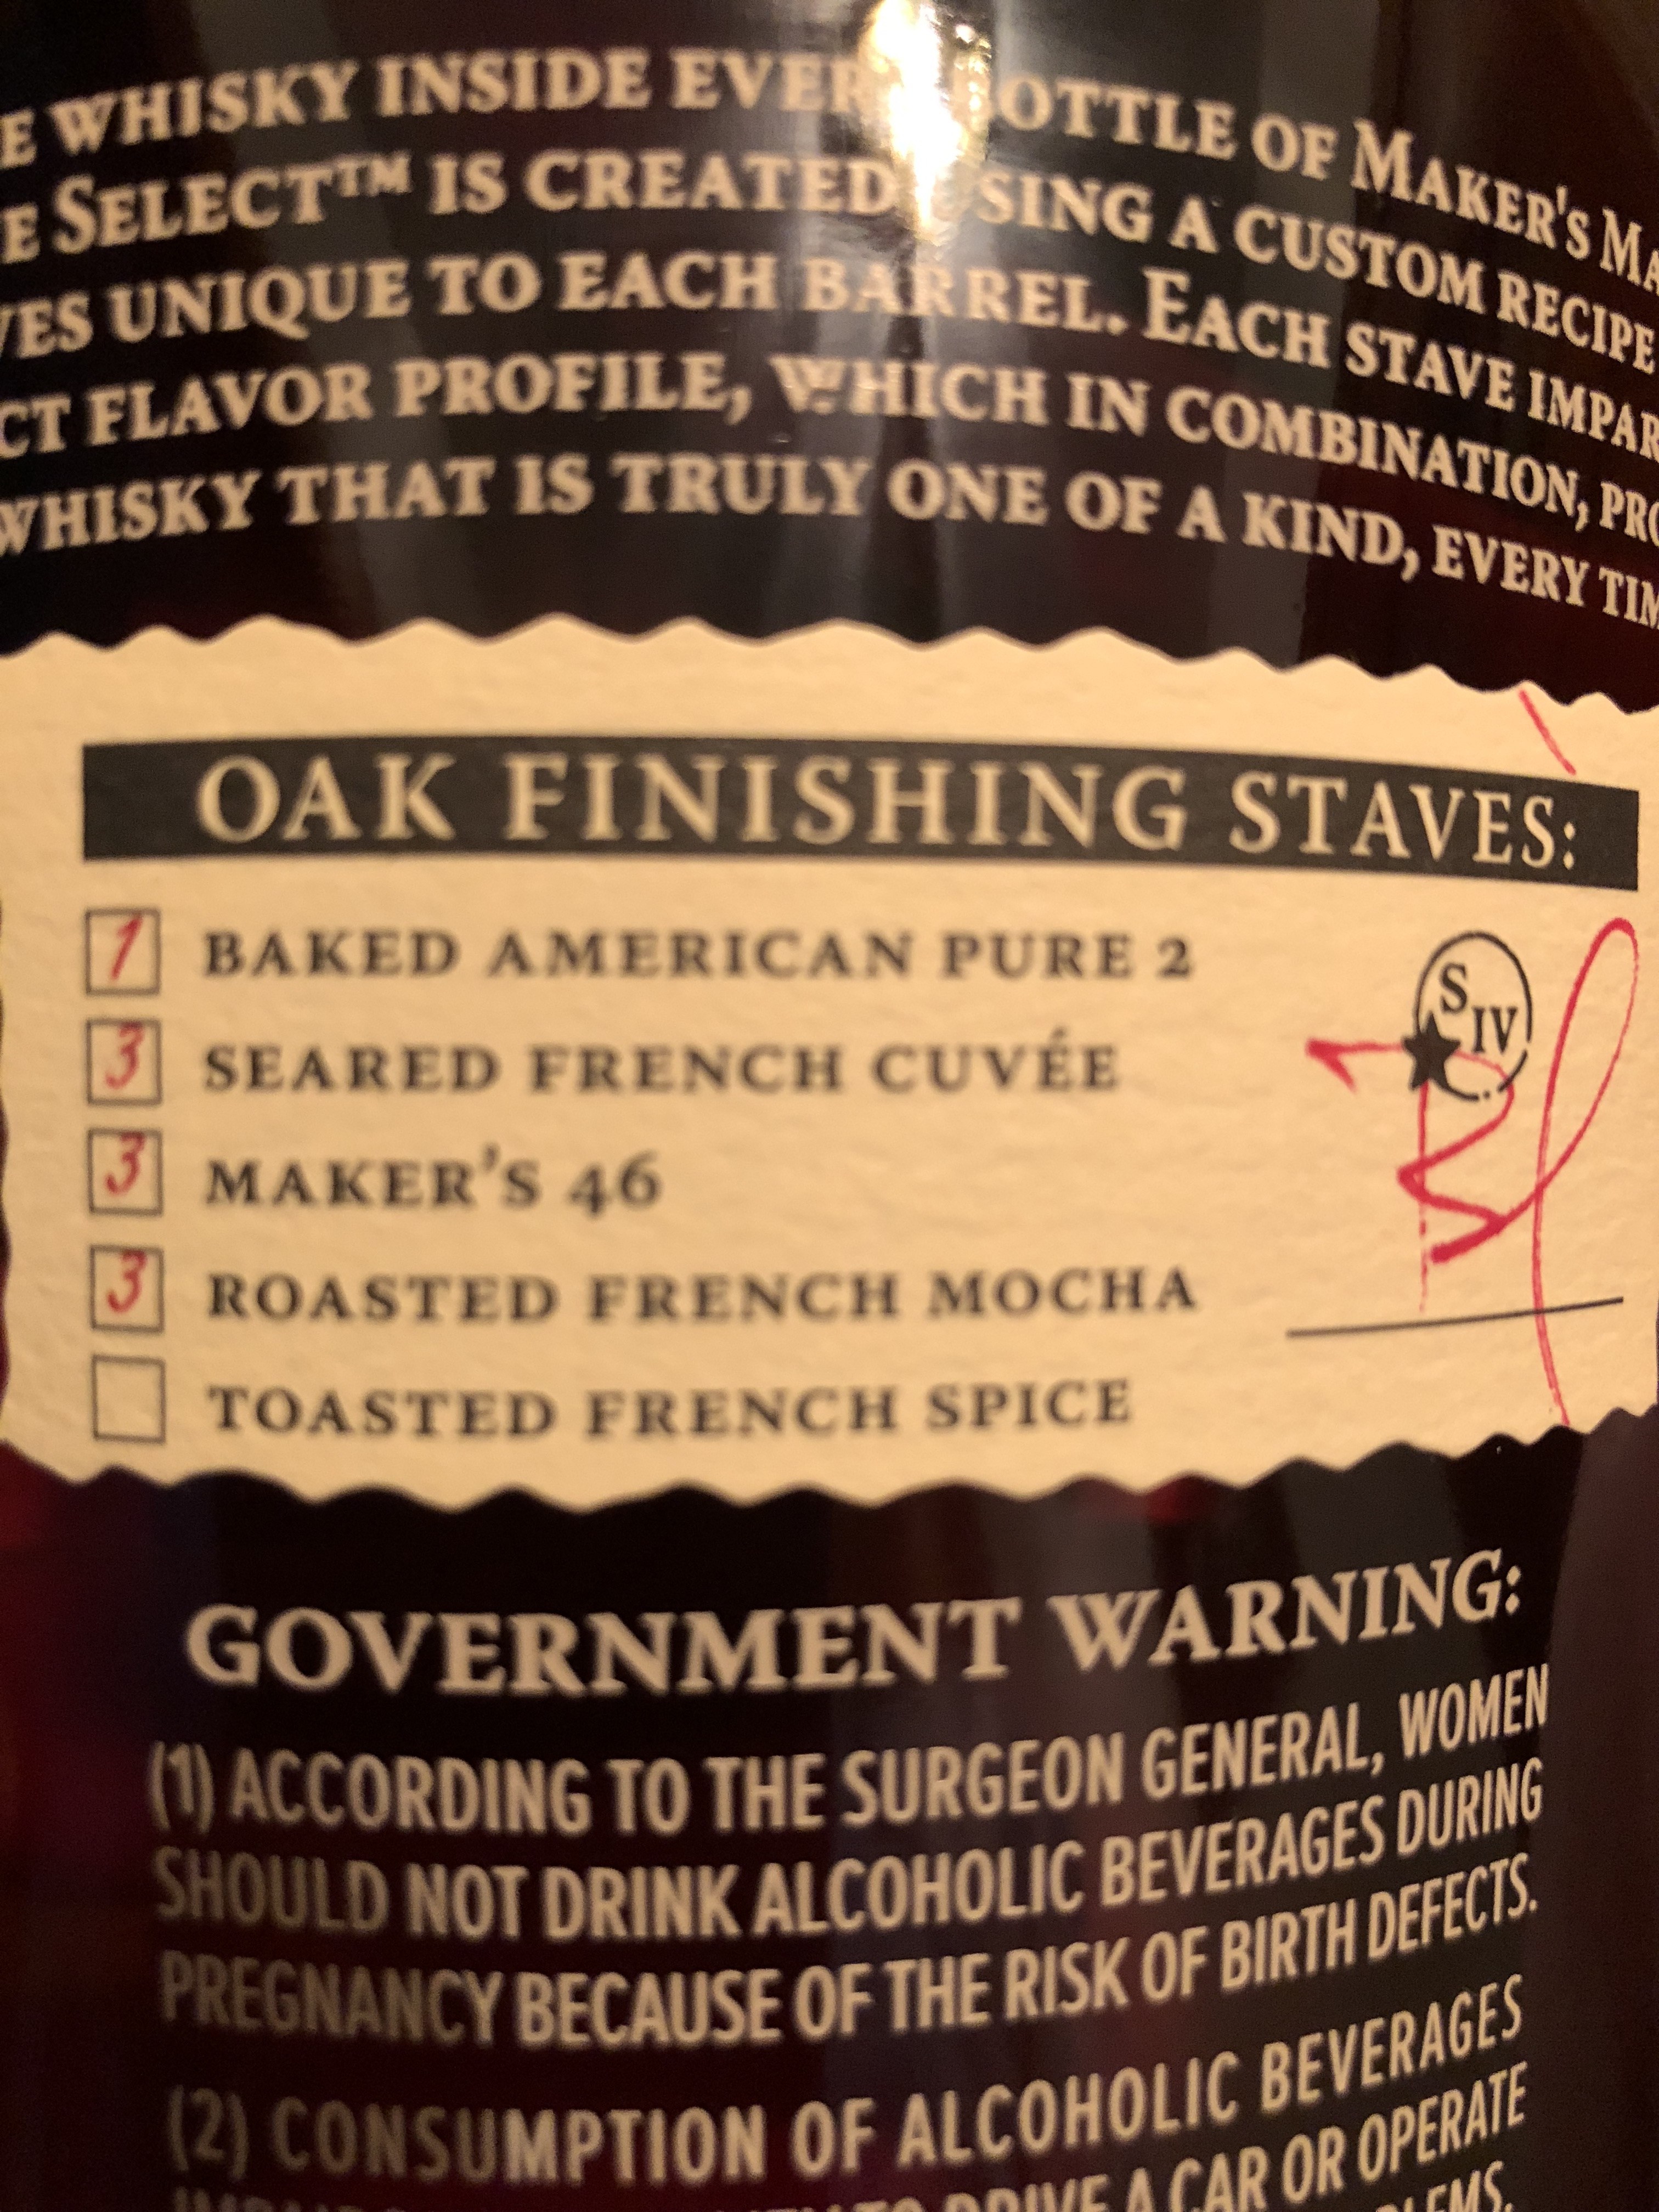 WHISKY INSIDE EVER OTTLE OF MAKER'S MA
E SELECT™ IS CREATED SING A CUSTOM RECIPE
VES UNIQUE TO EACH BARREL. EACH STAVE IMPAR
CT FLAVOR PROFILE, WHICH IN COMBINATION, PRO
WHISKY THAT IS TRULY ONE OF A KIND, EVERY TIM
OAK FINISHING STAVES:
1 BAKED AMERICAN PURE 2
3 SEARED FRENCH CUVÉE
3 MAKER'S 46
3 ROASTED FRENCH MOCHA
TOASTED FRENCH SPICE
S IV
GOVERNMENT WARNING:
(1) ACCORDING TO THE SURGEON GENERAL, WOMEN
SHOULD NOT DRINK ALCOHOLIC BEVERAGES DURING
PREGNANCY BECAUSE OF THE RISK OF BIRTH DEFECTS.
(2) CONSUMPTION OF ALCOHOLIC BEVERAGES
DRIVE A CAR OR OPERATE